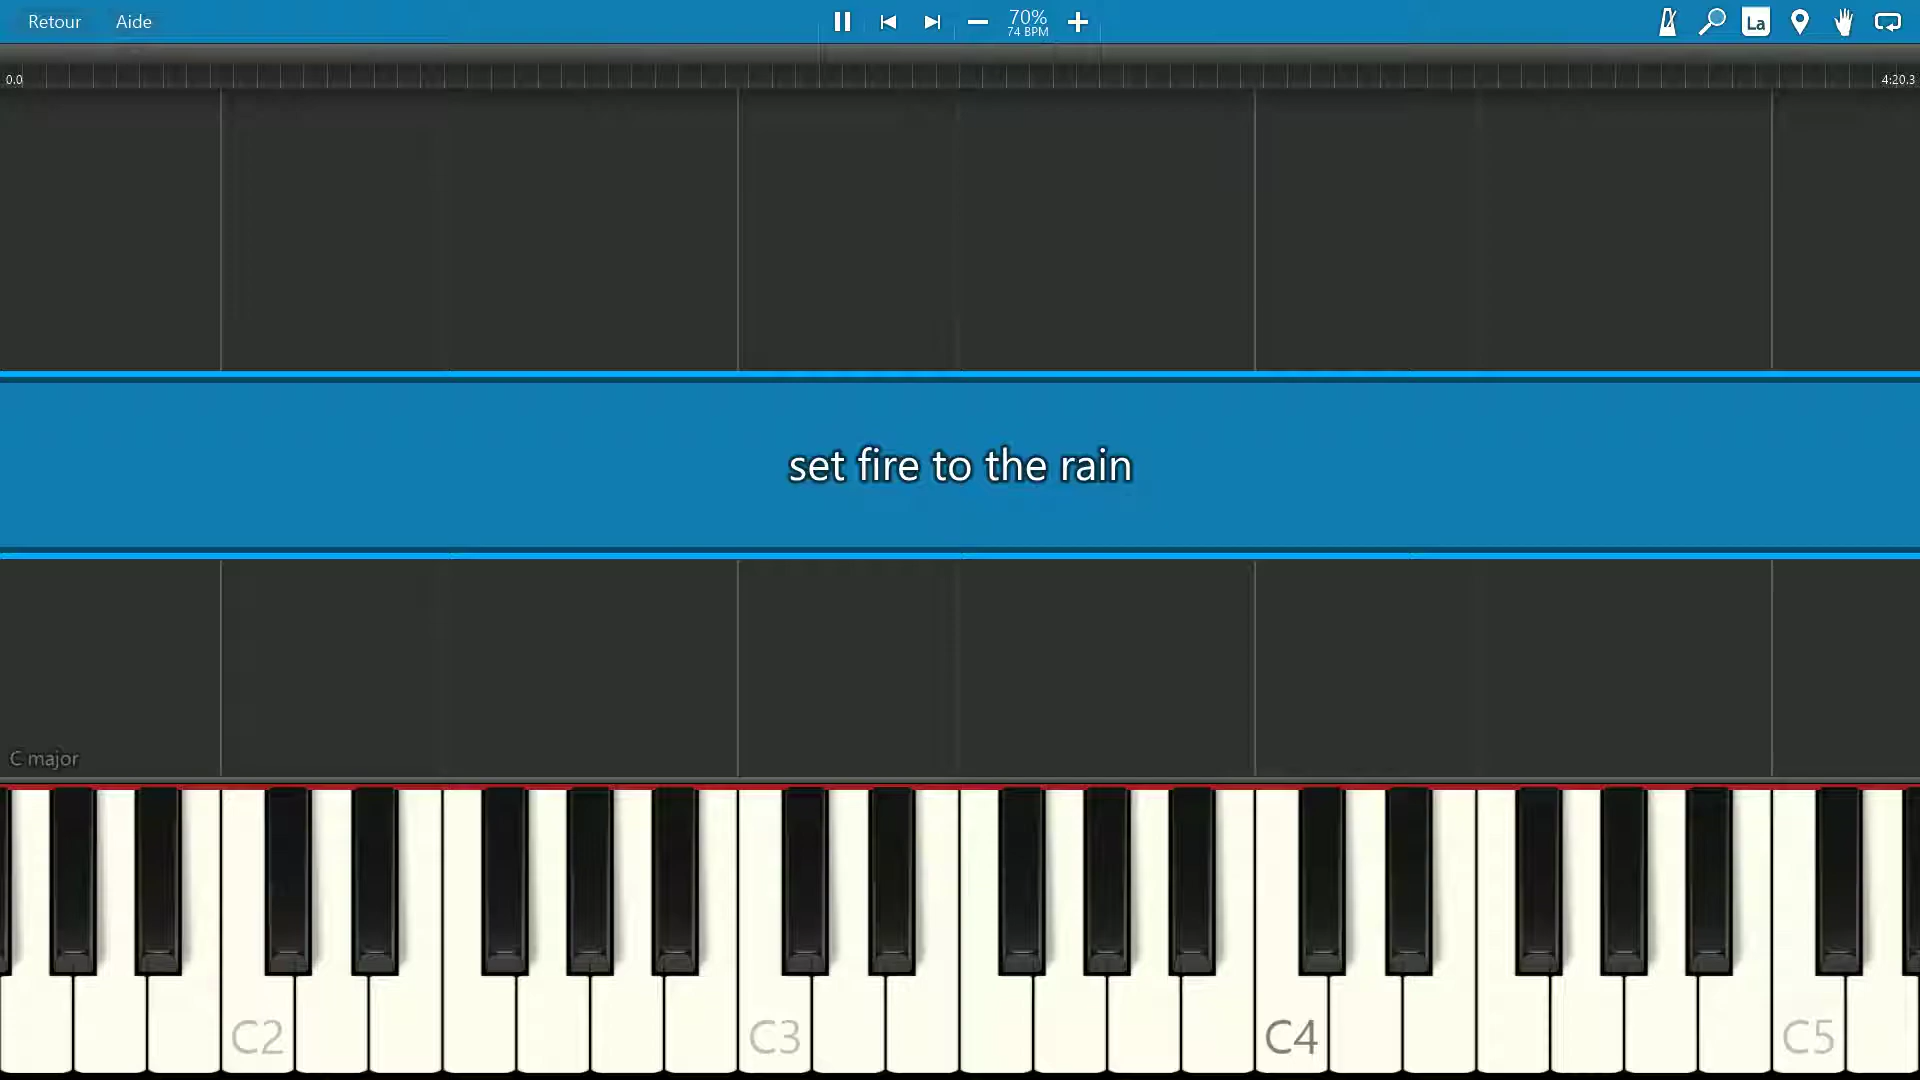 Retour Aide
70%
74 BPM
La
0.0 4:20.3
set fire to the rain
C major
C2 C3 C4 C5